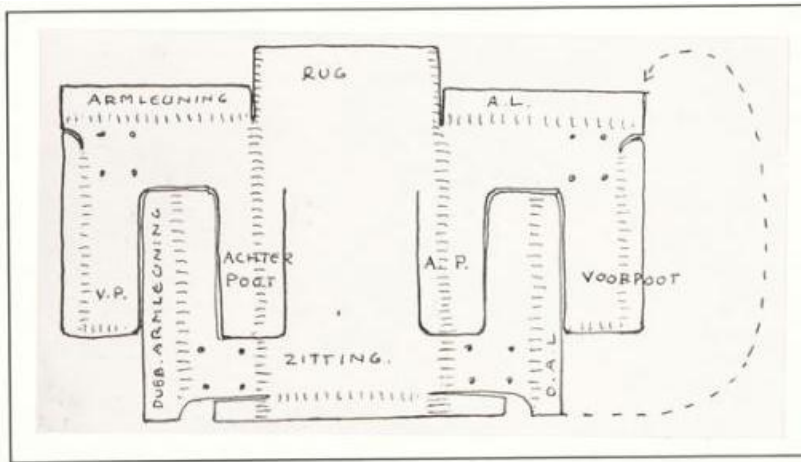 RUG
ARMLEUNING
A.L.
ACHTER
POOT
A.P.
VOORPOOT
V.P.
DUBB. ARMLEUNING
ZITTING.
D.A.L